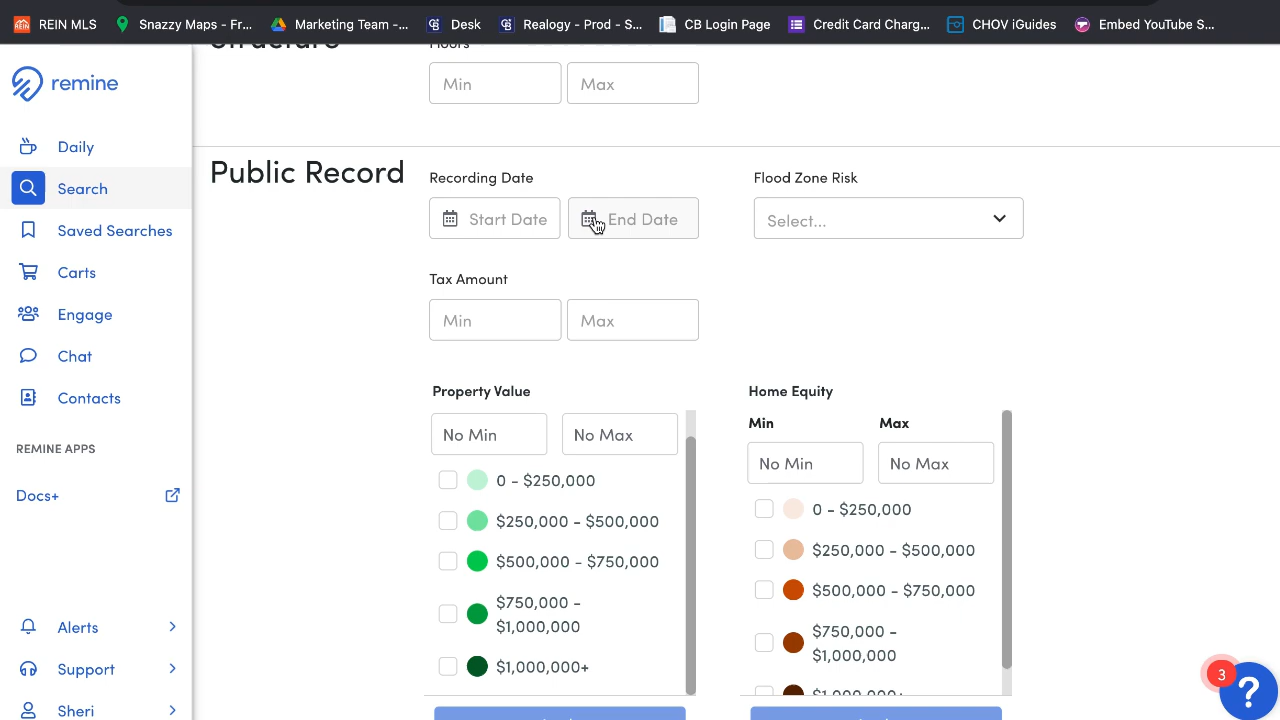 REIN MLS
Snazzy Maps - Fr...
Marketing Team -...
Desk
Realogy - Prod - S...
CB Login Page
Credit Card Charg...
CHOV iGuides
Embed YouTube S...
Structure
Floors
Min
Max
remine
Daily
Search
Saved Searches
Carts
Engage
Chat
Contacts
REMINE APPS
Docs+
Alerts
Support
Sheri
Public Record
Recording Date
Start Date
End Date
Flood Zone Risk
Select...
Tax Amount
Min
Max
Property Value
No Min
No Max
0 - $250,000
$250,000 - $500,000
$500,000 - $750,000
$750,000 -
$1,000,000
$1,000,000+
Home Equity
Min
Max
No Min
No Max
0 - $250,000
$250,000 - $500,000
$500,000 - $750,000
$750,000 -
$1,000,000
$1,000,000+
3
?